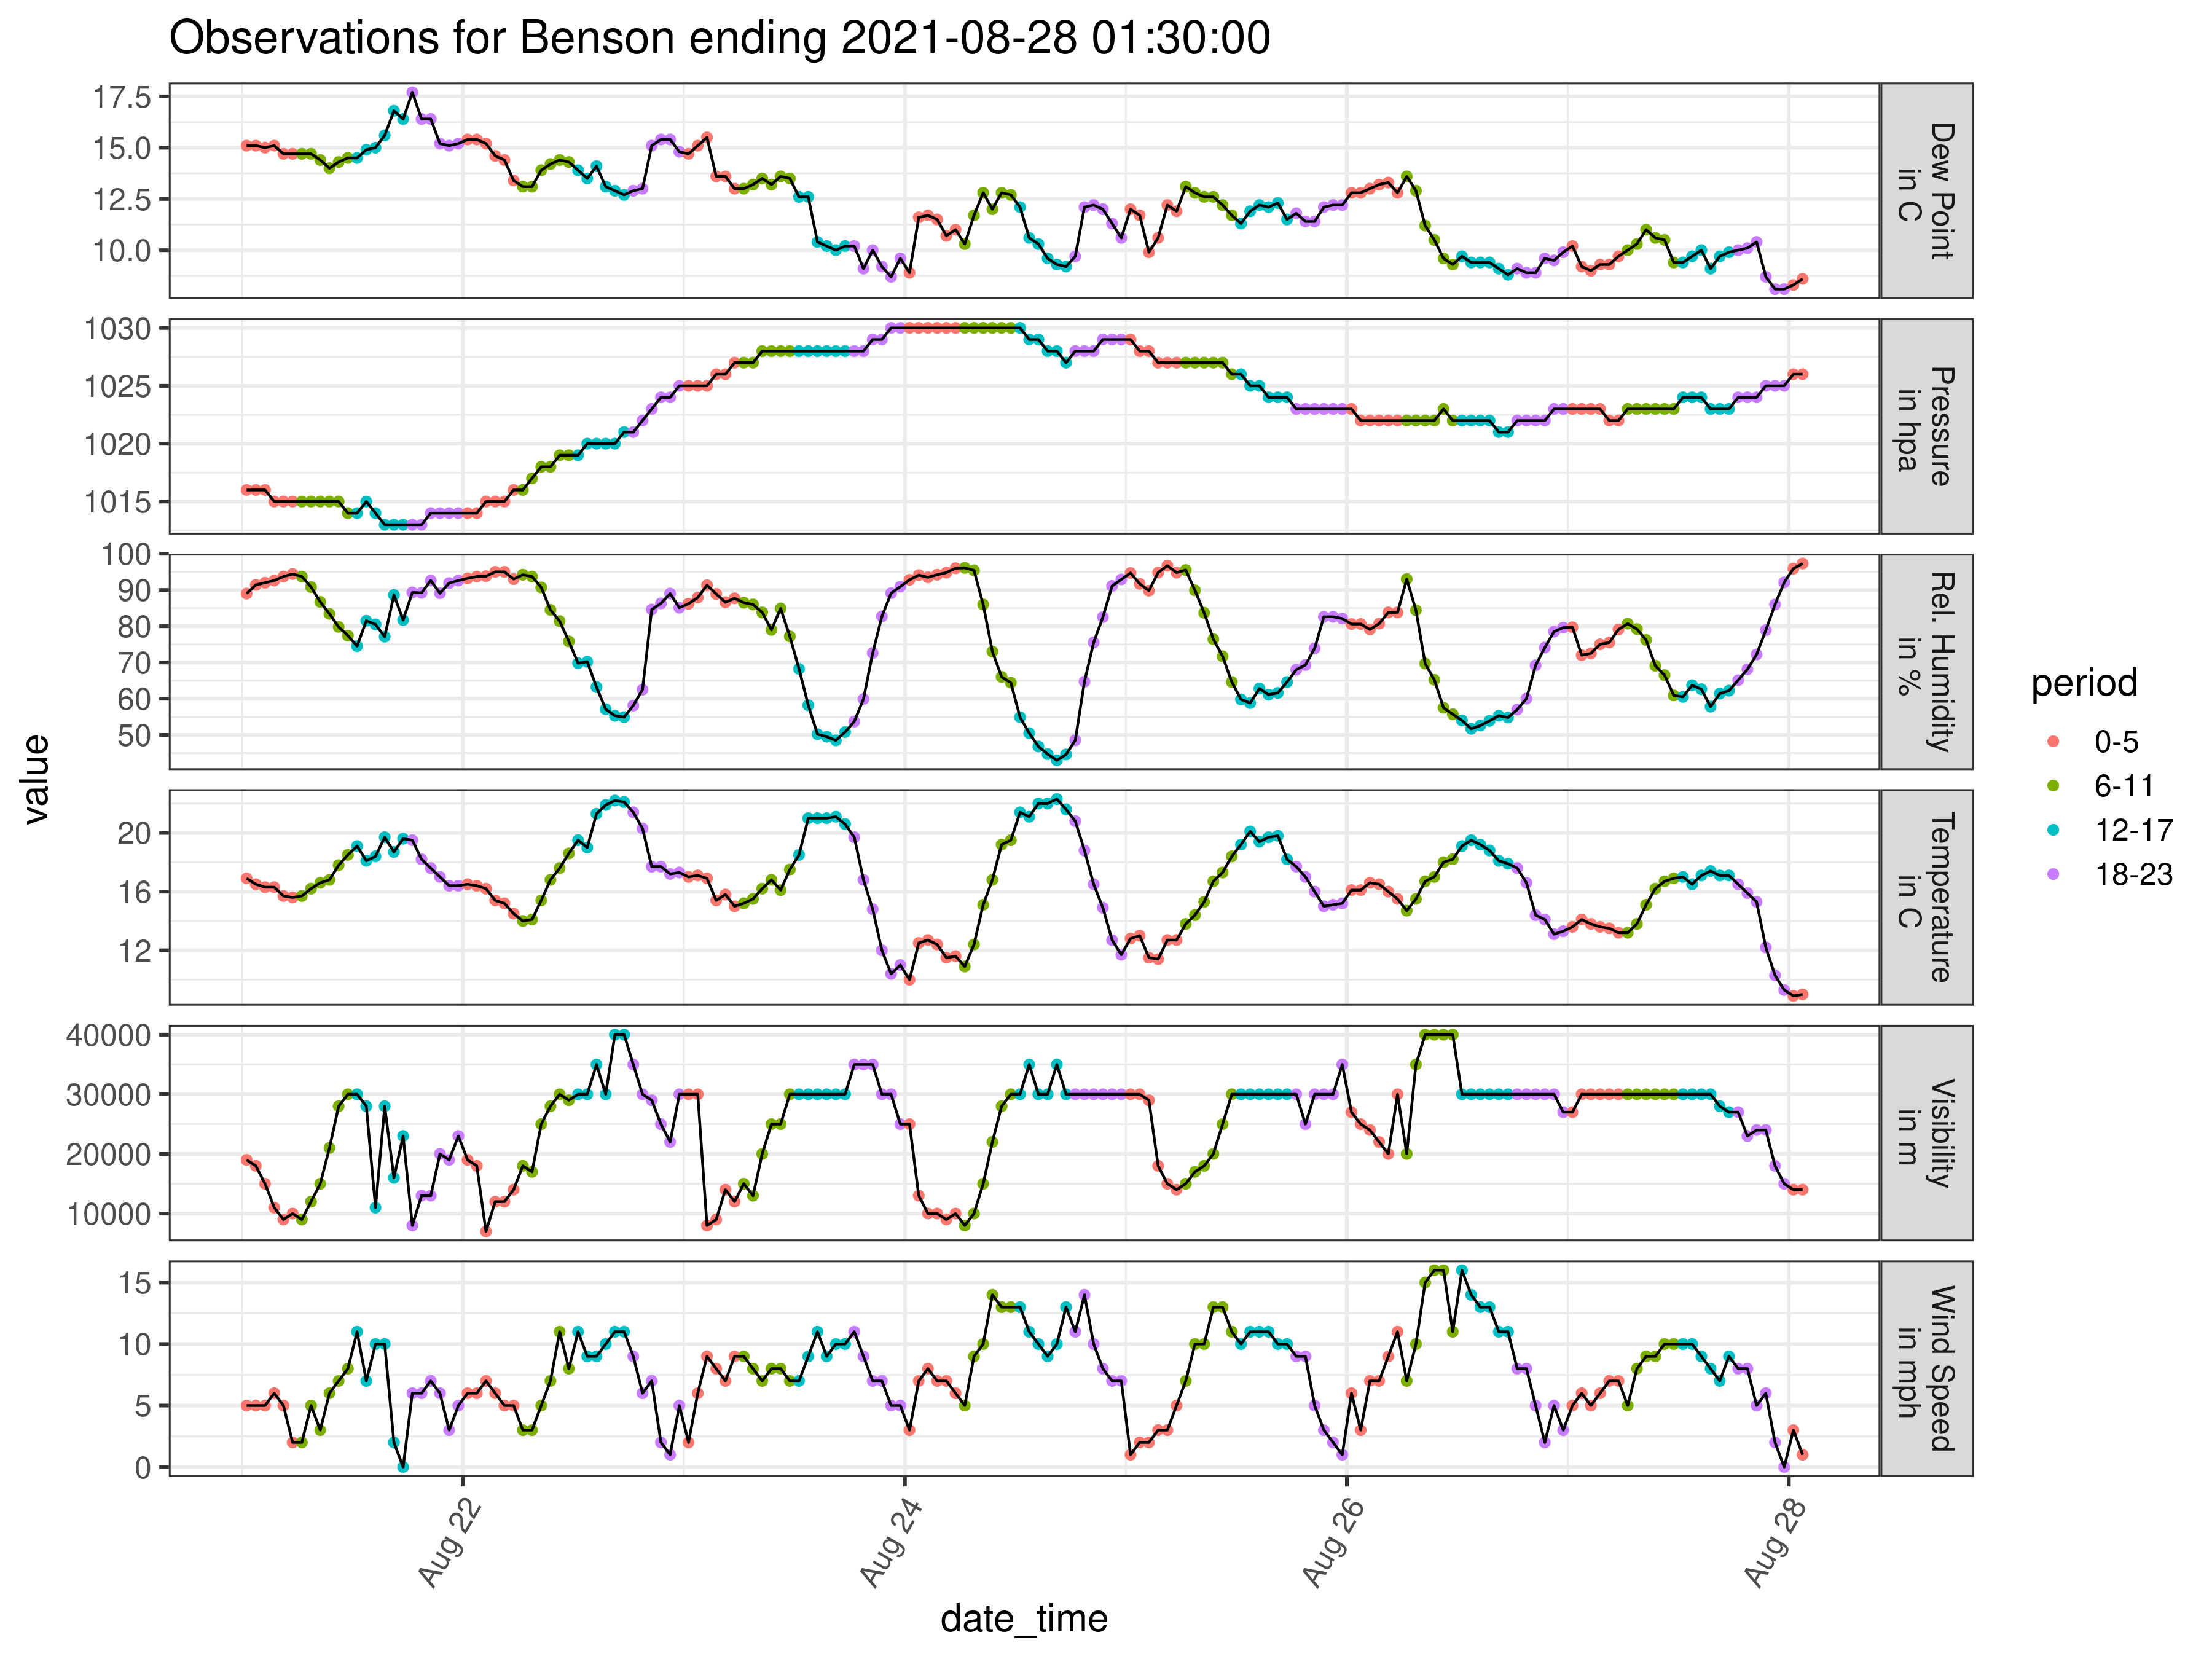 Observations for Benson ending 2021-08-28 01:30:00
17.5
15.0
12.5
10.0
Dew Point
in C
1030
1025
1020
1015
Pressure
in hpa
100
90
80
70
60
50
Rel. Humidity
in %
20
16
12
Temperature
in C
40000
30000
20000
10000
Visibility
in m
15
10
5
0
Wind Speed
in mph
value
Aug 22
Aug 24
Aug 26
Aug 28
date_time
period
0-5
6-11
12-17
18-23